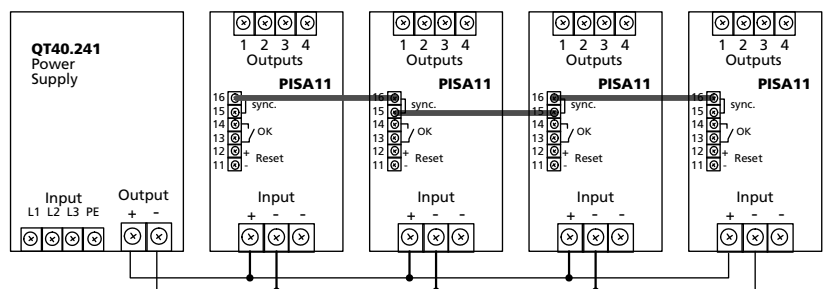 QT40.241
Power
Supply
Input
L1 L2 L3 PE
Output
+ -
1 2 3 4
Outputs
PISA11
16
15
sync.
14
13
OK
12 +
11 -
Reset
Input
+ - -
1 2 3 4
Outputs
PISA11
16
15
sync.
14
13
OK
12 +
11 -
Reset
Input
+ - -
1 2 3 4
Outputs
PISA11
16
15
sync.
14
13
OK
12 +
11 -
Reset
Input
+ - -
1 2 3 4
Outputs
PISA11
16
15
sync.
14
13
OK
12 +
11 -
Reset
Input
+ - -